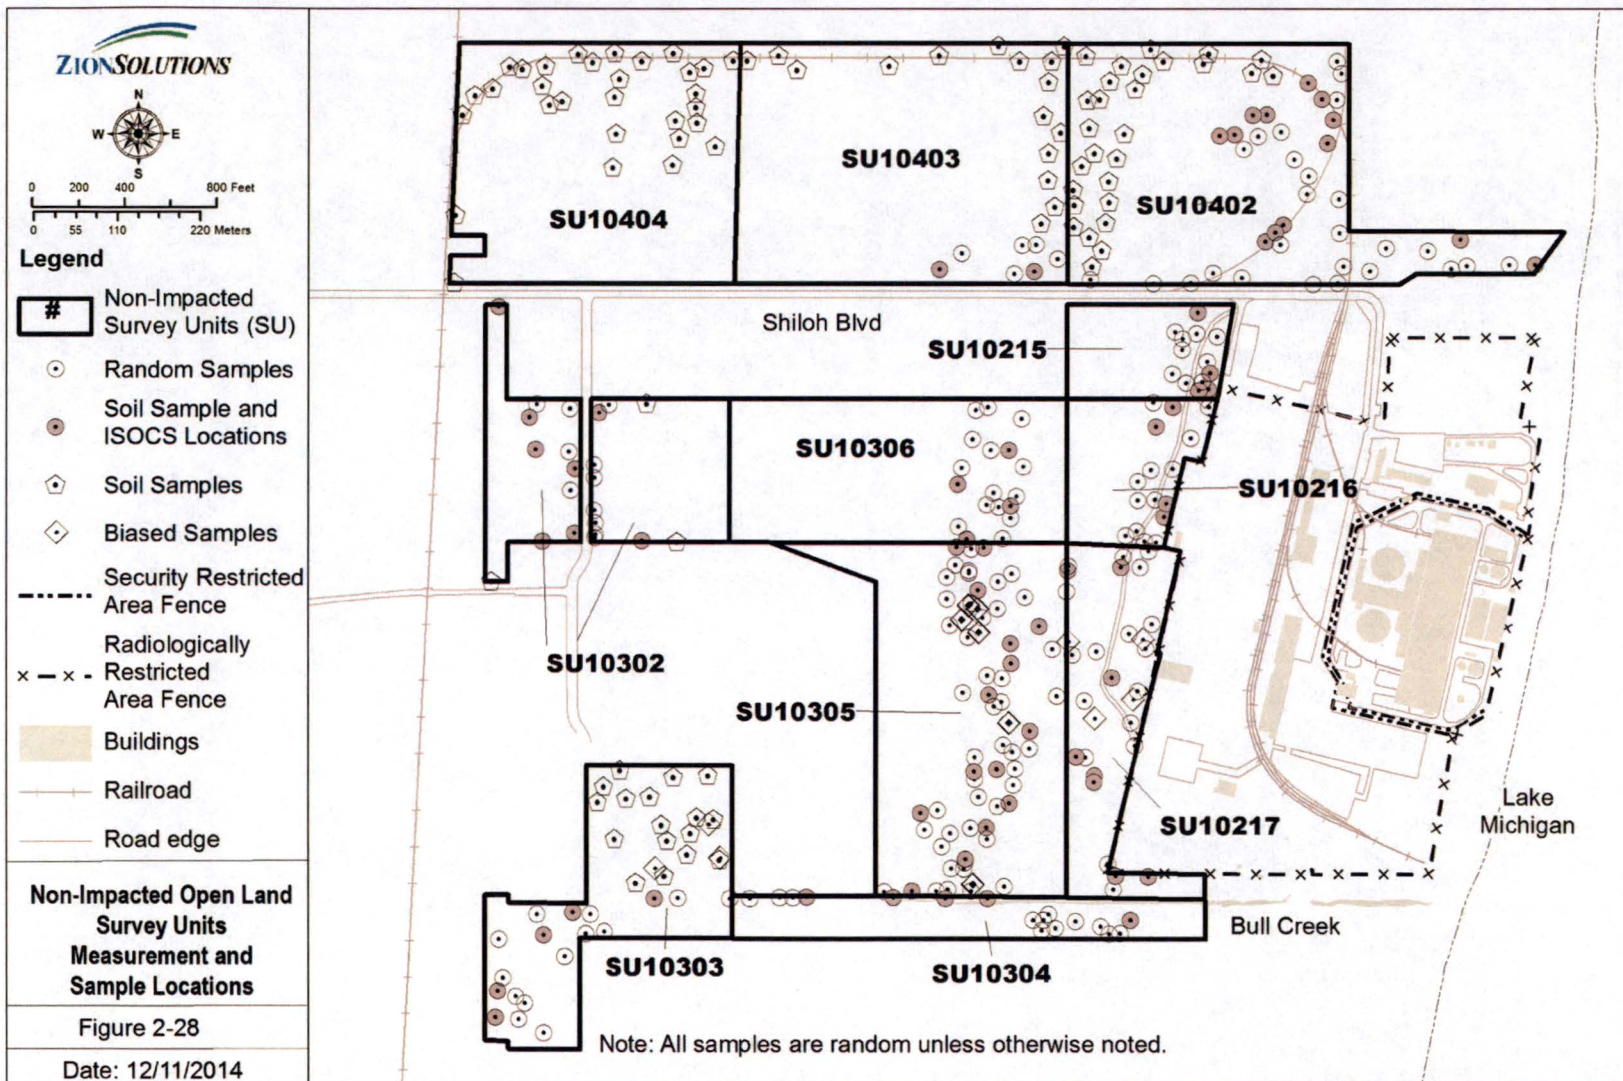 ZIONSOLUTIONS
N
W E
S
0 200 400 800 Feet
0 55 110 220 Meters
Legend
# Non-Impacted
Survey Units (SU)
Random Samples
Soil Sample and
ISOCS Locations
Soil Samples
Biased Samples
Security Restricted
Area Fence
Radiologically
Restricted
Area Fence
Buildings
Railroad
Road edge
Non-Impacted Open Land
Survey Units
Measurement and
Sample Locations
Figure 2-28
Date: 12/11/2014
SU10403
SU10404
SU10402
Shiloh Blvd
SU10215
SU10306
SU10216
SU10302
SU10305
Lake
Michigan
SU10217
Bull Creek
SU10303
SU10304
Note: All samples are random unless otherwise noted.